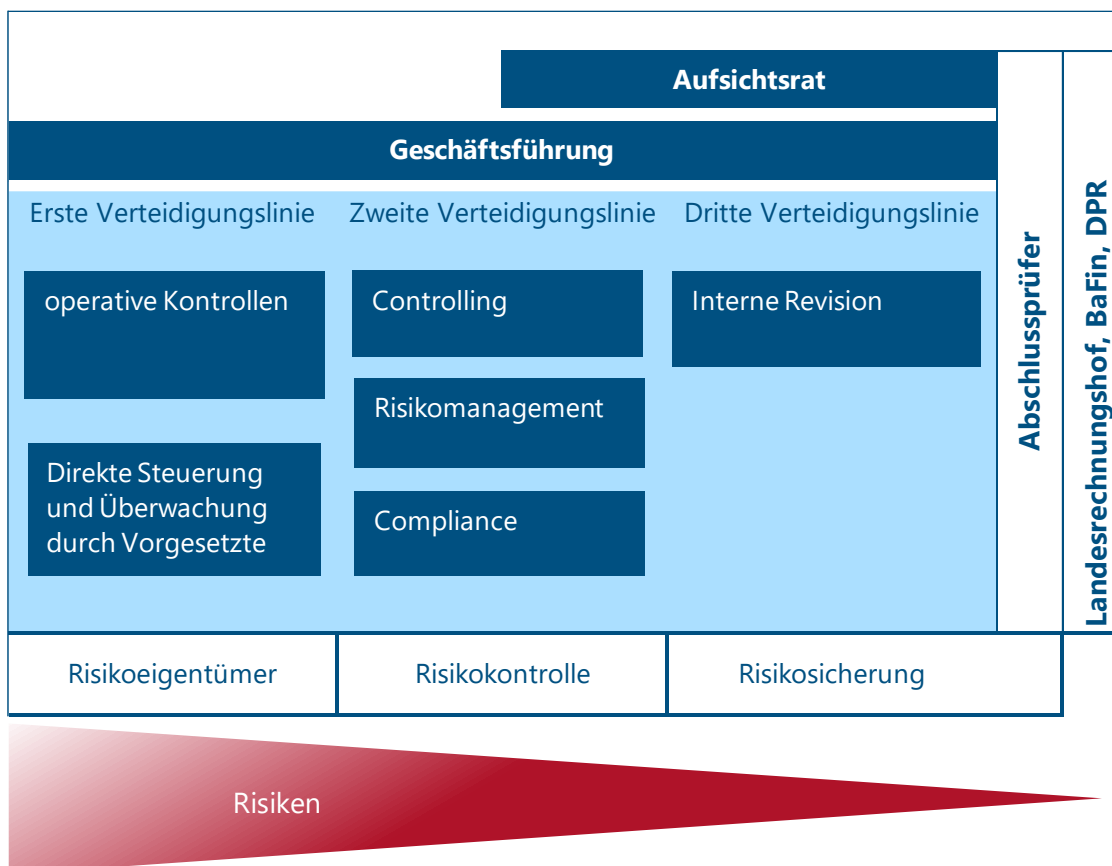 Aufsichtsrat
Geschäftsführung
Erste Verteidigungslinie
Zweite Verteidigungslinie
Dritte Verteidigungslinie
operative Kontrollen
Direkte Steuerung
und Überwachung
durch Vorgesetzte
Controlling
Risikomanagement
Compliance
Interne Revision
Abschlussprüfer
Landesrechnungshof, BaFin, DPR
Risikoeigentümer
Risikokontrolle
Risikosicherung
Risiken